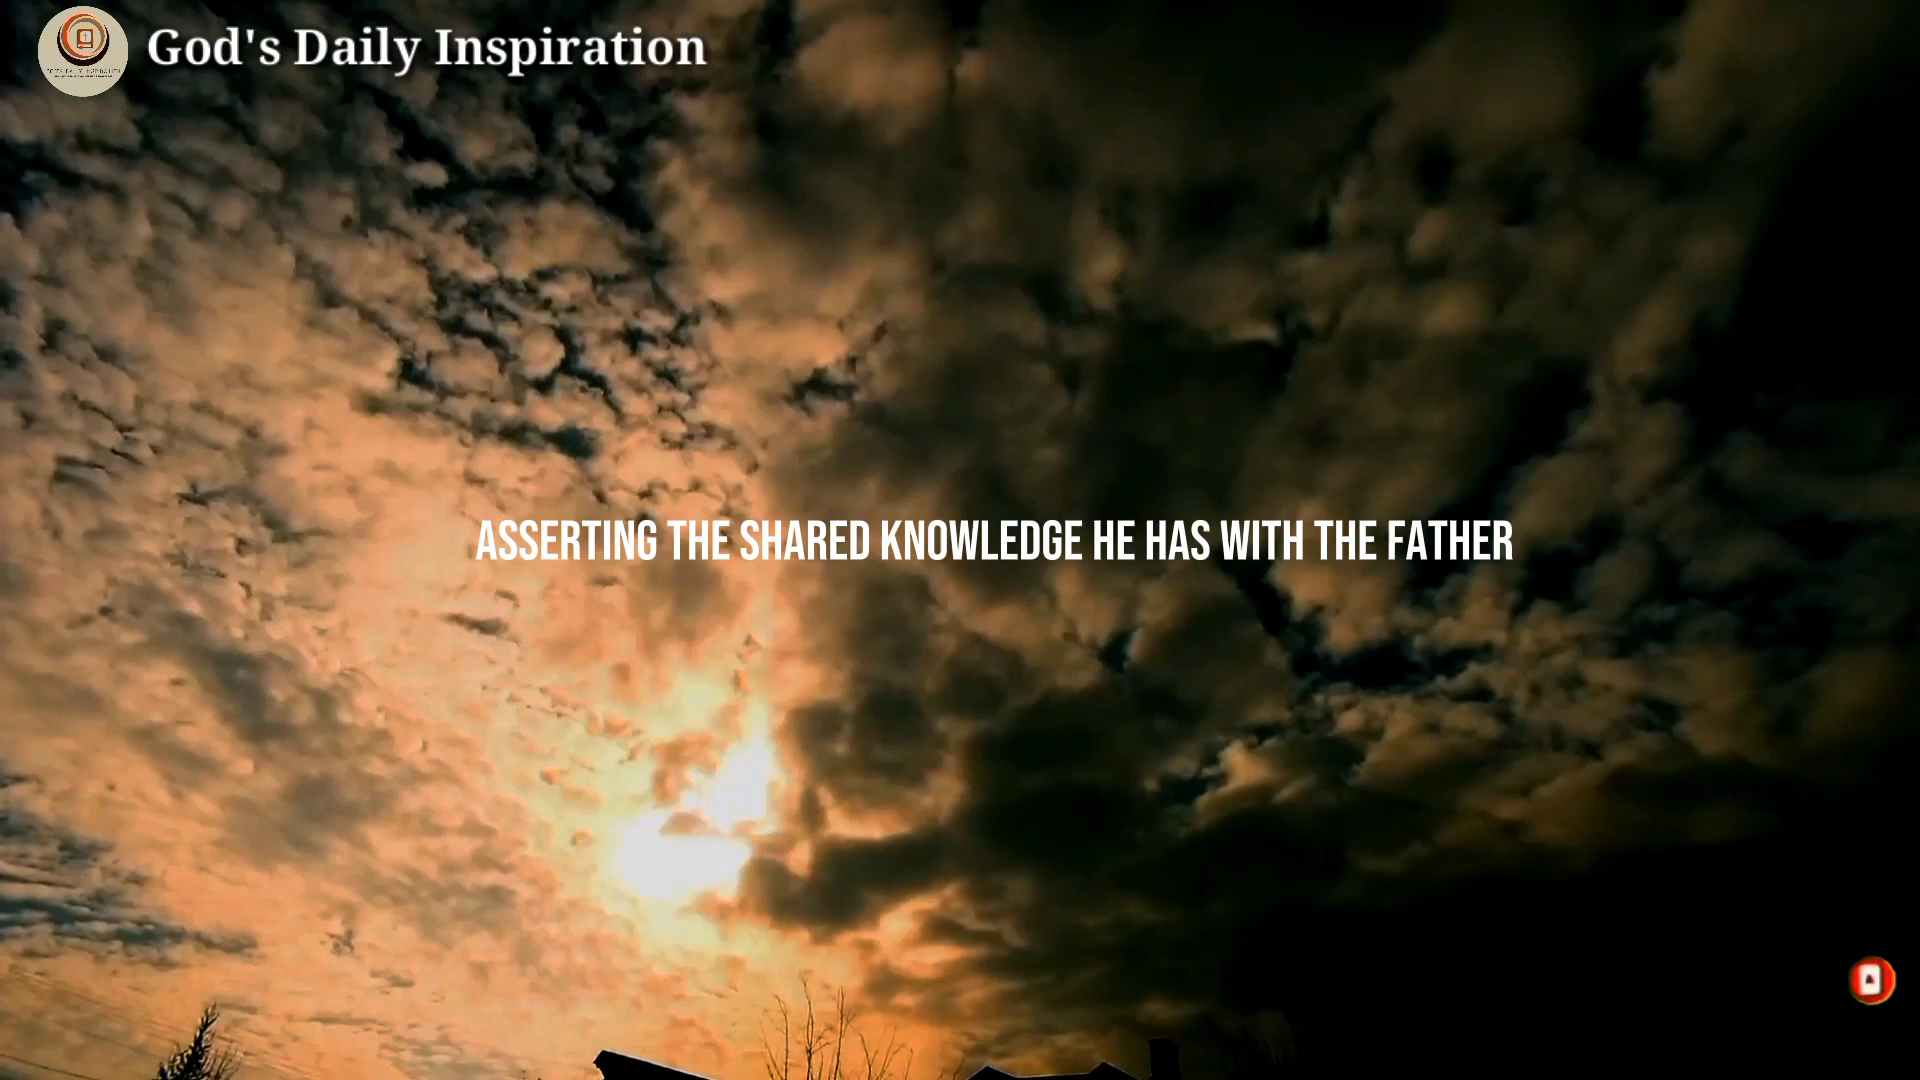 God's Daily Inspiration
ASSERTING THE SHARED KNOWLEDGE HE HAS WITH THE FATHER